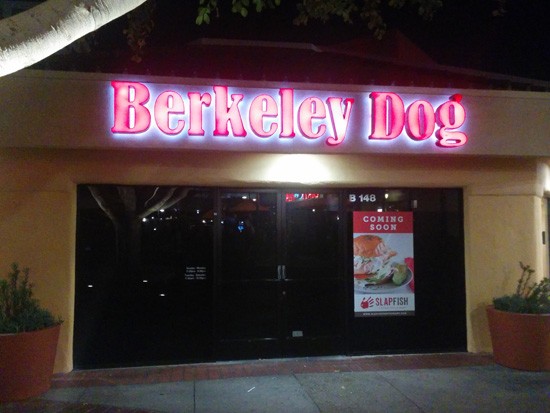 Berkeley Dog
B 148
COMING
SOON
SLAPFISH